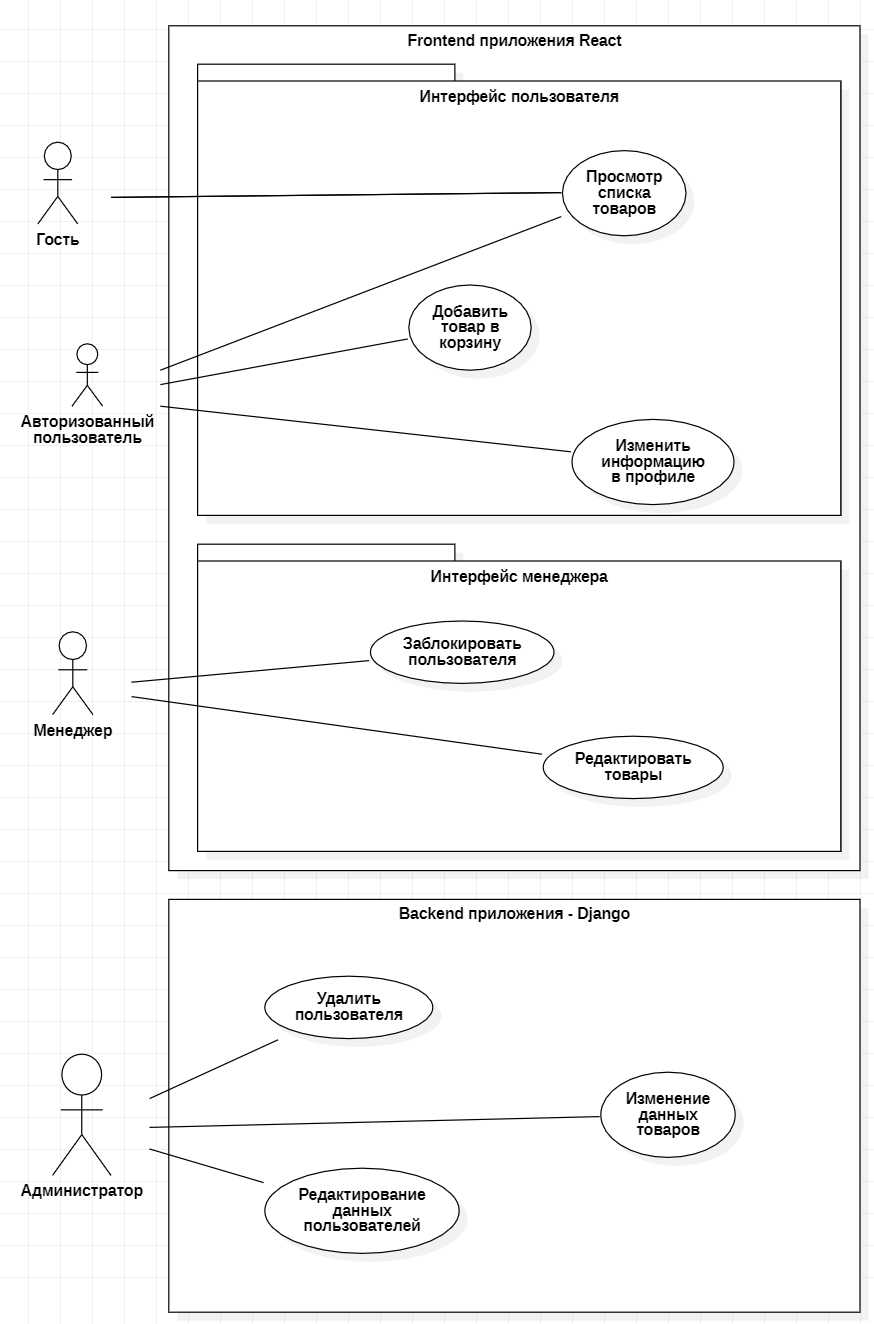 Frontend приложения React
Интерфейс пользователя
Просмотр
списка
товаров
Гость
Добавить
товар в
корзину
Авторизованный
пользователь
Изменить
информацию
в профиле
Интерфейс менеджера
Заблокировать
пользователя
Менеджер
Редактировать
товары
Backend приложения - Django
Удалить
пользователя
Изменение
данных
товаров
Администратор
Редактирование
данных
пользователей